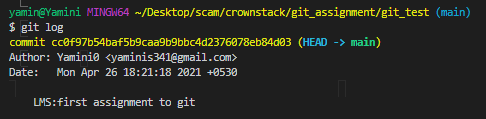 yamin@Yamini MINGW64 ~/Desktop/scam/crownstack/git_assignment/git_test (main)
$ git log
commit cc0f97b54baf5b9caa9b9bbc4d2376078eb84d03 (HEAD -> main)
Author: Yamini0 <yaminis341@gmail.com>
Date:   Mon Apr 26 18:21:18 2021 +0530
    LMS:first assignment to git